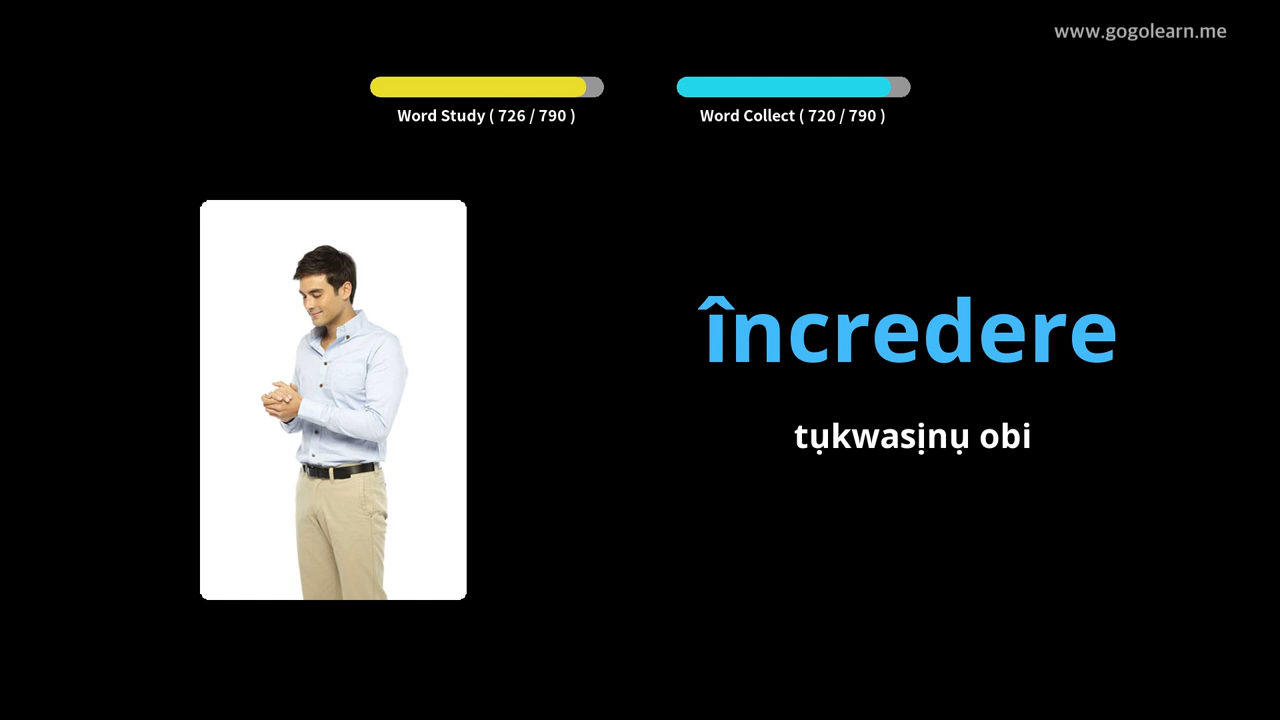 www.gogolearn.me
Word Study ( 726 / 790 )
Word Collect ( 720 / 790 )
încredere
tụkwasịnụ obi